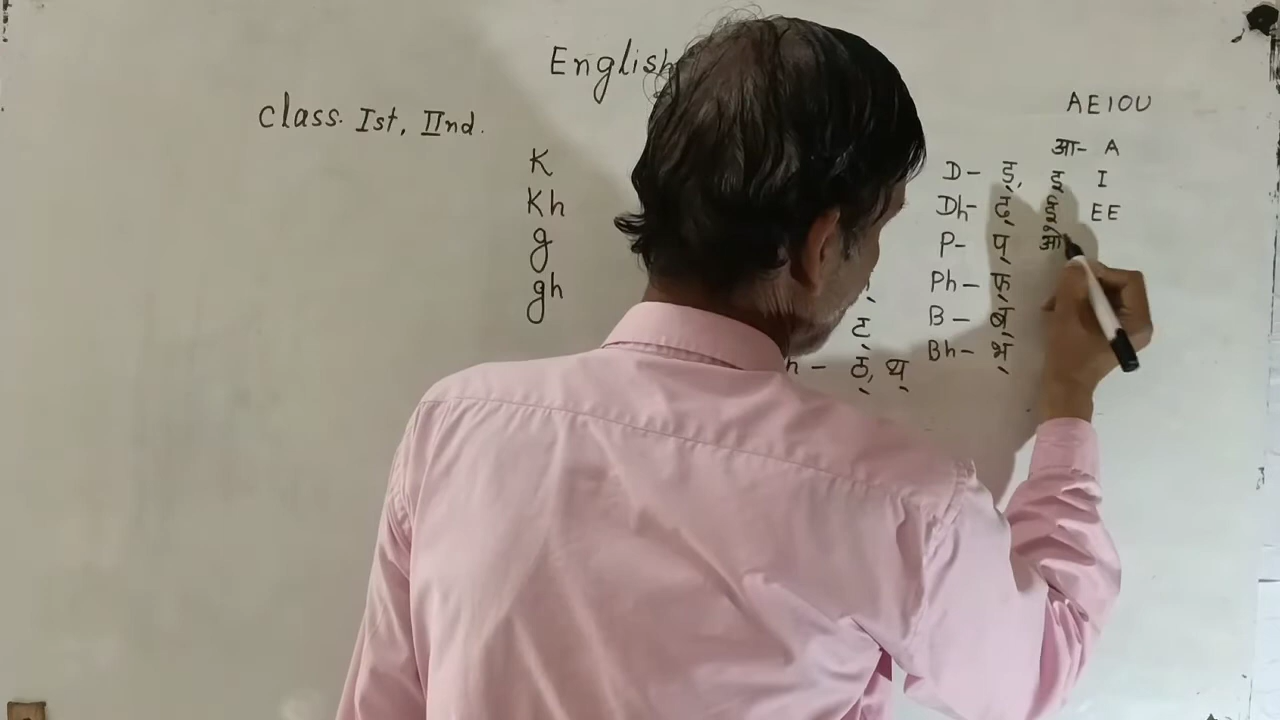 English
Class. Ist, IInd.
K
Kh
g
gh
ट्
ठ्, थ्
D- ड्,
Dh- ढ्
P- प्
Ph- फ्
B- ब्
Bh- भ्
AEIOU
आ- A
इ I
ई EE
ओ